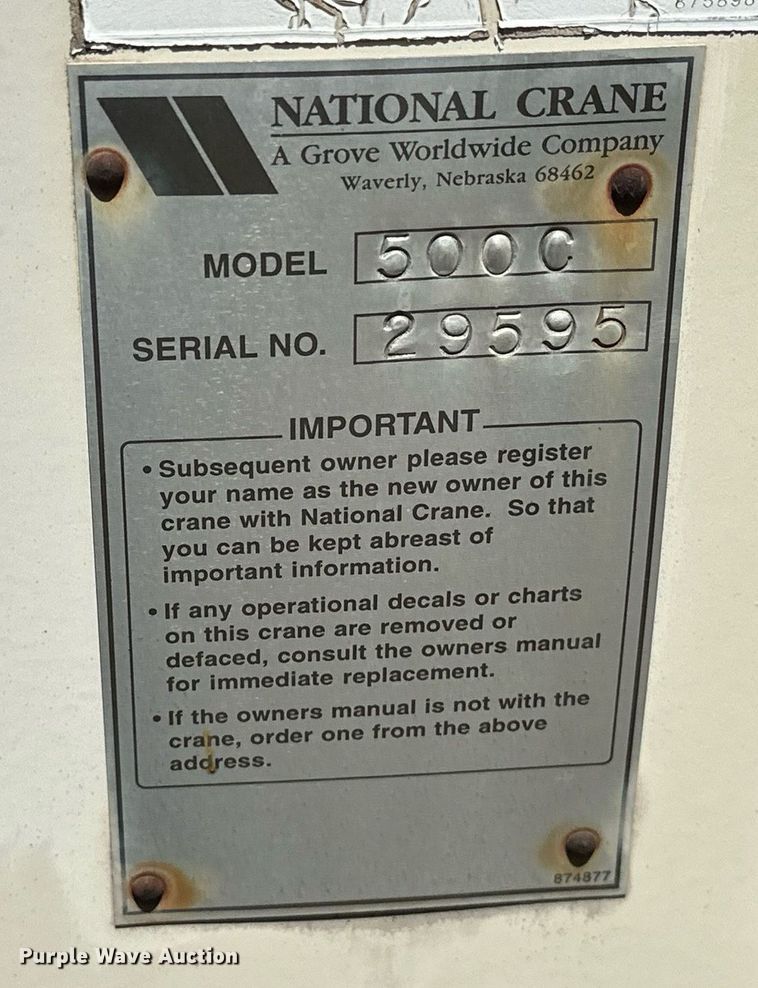 NATIONAL CRANE
A Grove Worldwide Company
Waverly, Nebraska 68462
MODEL 500C
SERIAL NO. 29595
IMPORTANT
• Subsequent owner please register
your name as the new owner of this
crane with National Crane. So that
you can be kept abreast of
important information.
• If any operational decals or charts
on this crane are removed or
defaced, consult the owners manual
for immediate replacement.
• If the owners manual is not with the
crane, order one from the above
address.
874877
Purple Wave Auction